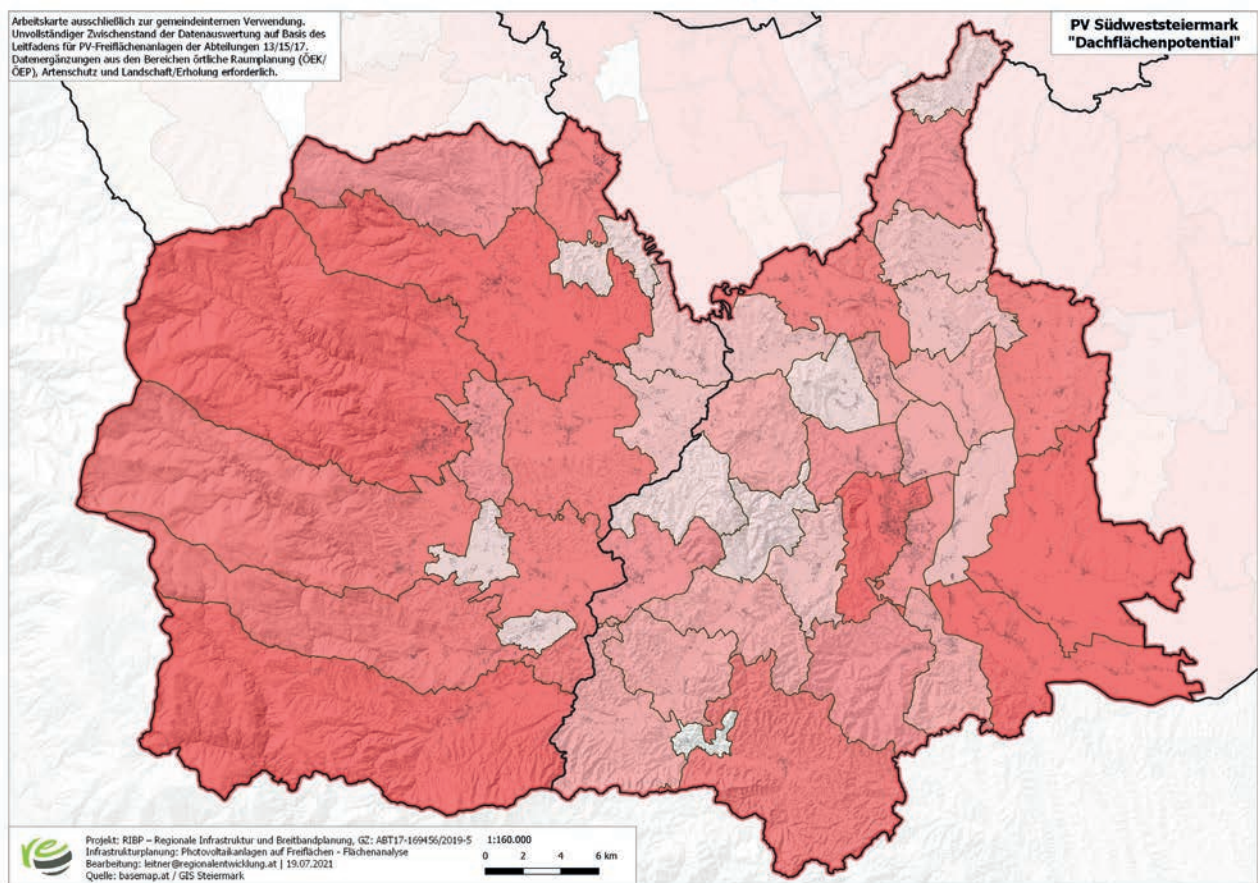 Arbeitskarte ausschließlich zur gemeindeinternen Verwendung.
Unvollständiger Zwischenstand der Datenauswertung auf Basis des
Leitfadens für PV-Freiflächenanlagen der Abteilungen 13/15/17.
Datenergänzungen aus den Bereichen örtliche Raumplanung (ÖEK/
ÖEP), Artenschutz und Landschaft/Erholung erforderlich.
PV Südweststeiermark
"Dachflächenpotential"
Projekt: RIBP – Regionale Infrastruktur und Breitbandplanung, GZ: ABT17-169456/2019-5
Infrastrukturplanung: Photovoltaikanlagen auf Freiflächen - Flächenanalyse
Bearbeitung: leitner@regionalentwicklung.at | 19.07.2021
Quelle: basemap.at / GIS Steiermark
1:160.000
0 2 4 6 km